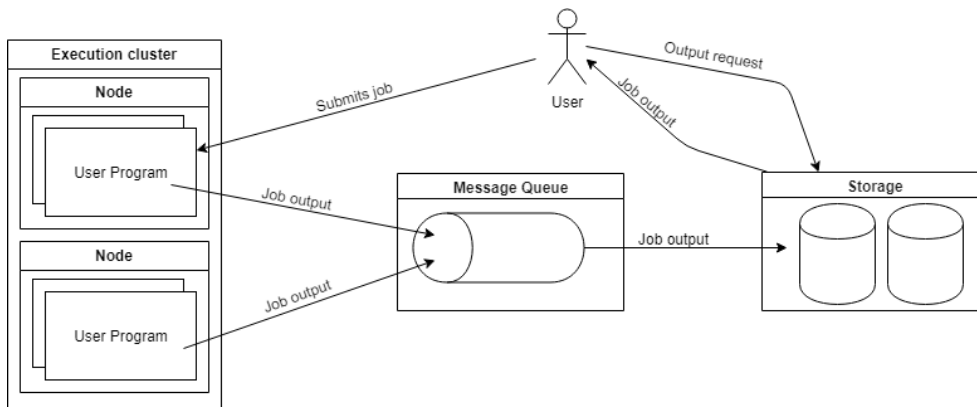 Execution cluster
Node
User Program
Node
User Program
Submits job
User
Output request
Job output
Job output
Job output
Message Queue
Job output
Storage